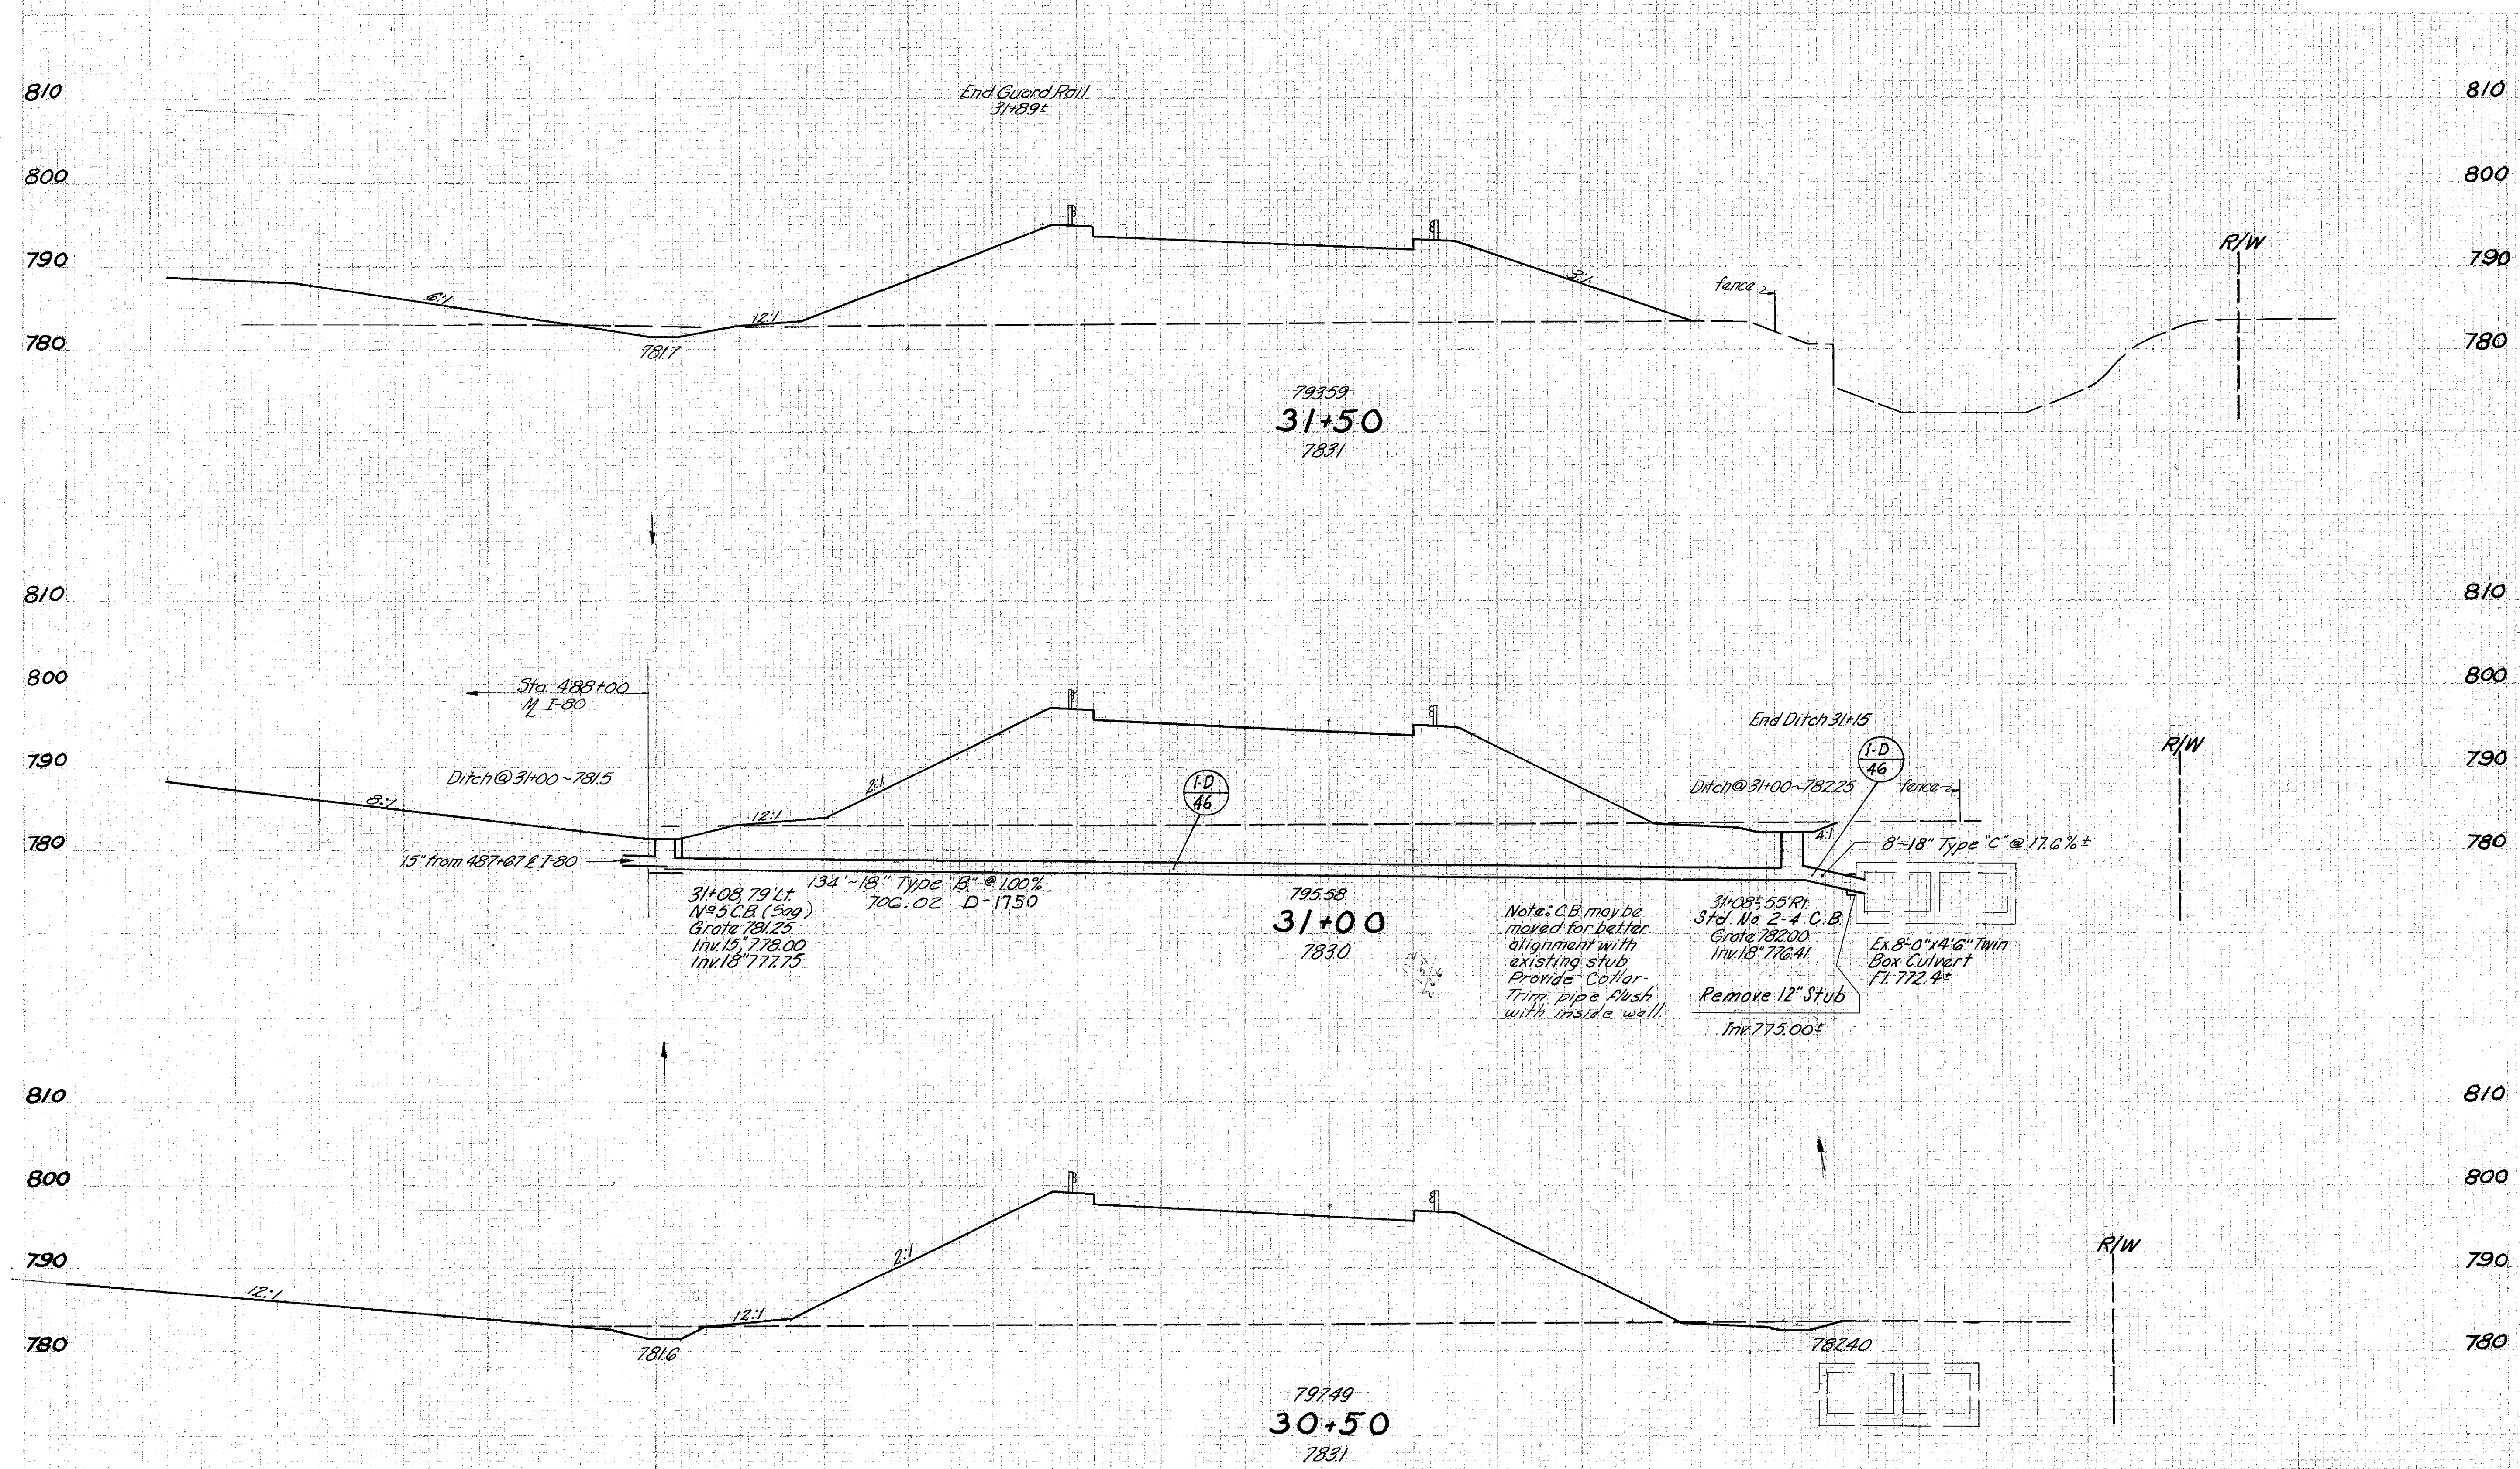 End Guard Rail
31+89±
810
810
800
800
790
790
R/W
780
780
6:1
12:1
3:1
fence
781.7
793.59
31+50
783.1
810
810
800
800
Sta. 488+00
M I-80
End Ditch 31+15
R/W
790
790
Ditch @ 31+00~781.5
1-D
46
1-D
46
Ditch @ 31+00~782.25
fence
8:1
12:1
2:1
4:1
780
780
15" from 487+67 ℄ I-80
8'~18" Type "C" @ 17.6%±
134'~18" Type "B" @ 1.00%
706.02 D-1750
31+08, 79' Lt.
Nº 5 C.B. (Sag)
Grate 781.25
Inv. 15" 778.00
Inv. 18" 777.75
795.58
31+00
783.0
Note: C.B. may be
moved for better
alignment with
existing stub
Provide Collar-
Trim pipe flush
with inside wall.
31+08±, 55' Rt.
Std. No. 2-4 C.B.
Grate 782.00
Inv. 18" 776.41
Remove 12" Stub
Inv. 775.00±
Ex. 8'-0" x 4'6" Twin
Box Culvert
Fl. 772.4±
810
810
800
800
790
790
R/W
780
780
12:1
12:1
2:1
781.6
782.40
797.49
30+50
783.1